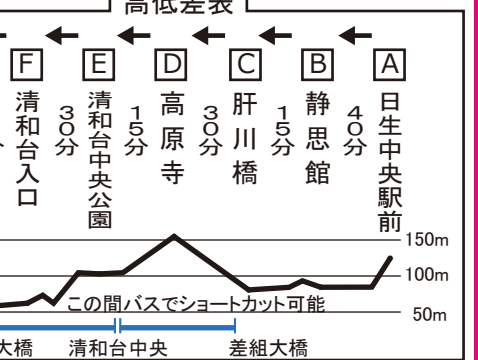 高低差表
F
E
D
C
B
A
清和台入口
30分
清和台中央公園
15分
高原寺
30分
肝川橋
15分
静思館
40分
日生中央駅前
150m
100m
50m
この間バスでショートカット可能
大橋
清和台中央
差組大橋